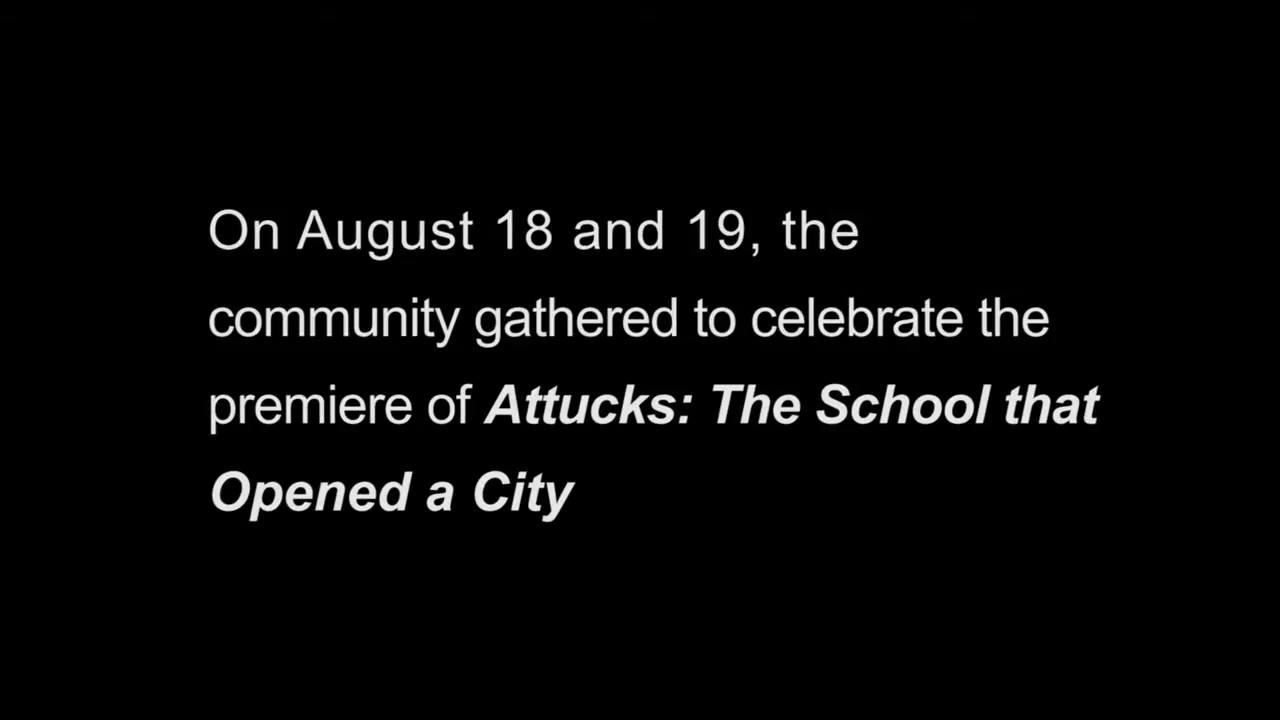 On August 18 and 19, the
community gathered to celebrate the
premiere of Attucks: The School that
Opened a City